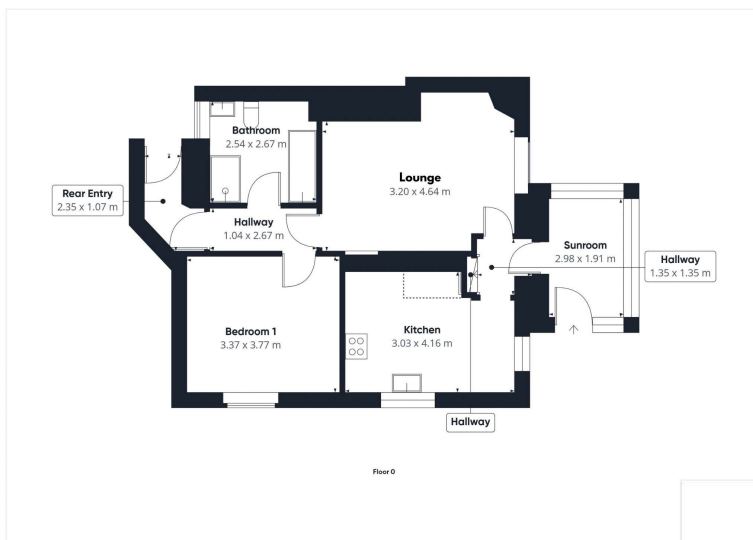 Bathroom
2.54 x 2.67 m
Lounge
3.20 x 4.64 m
Rear Entry
2.35 x 1.07 m
Hallway
1.04 x 2.67 m
Sunroom
2.98 x 1.91 m
Hallway
1.35 x 1.35 m
Bedroom 1
3.37 x 3.77 m
Kitchen
3.03 x 4.16 m
Hallway
Floor 0